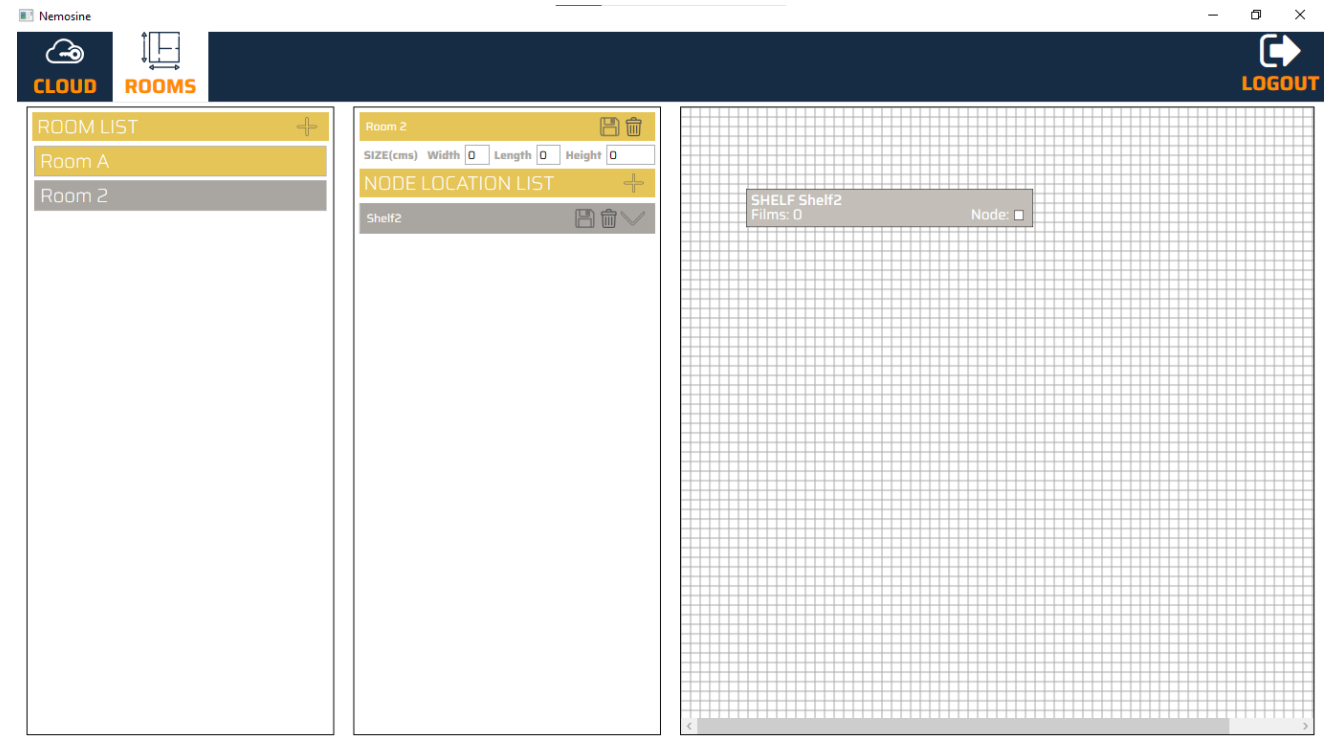 Nemosine
CLOUD
ROOMS
LOGOUT
ROOM LIST
Room A
Room 2
Room 2
SIZE(cms) Width 0 Length 0 Height 0
NODE LOCATION LIST
Shelf2
SHELF Shelf2
Films: 0 Node: